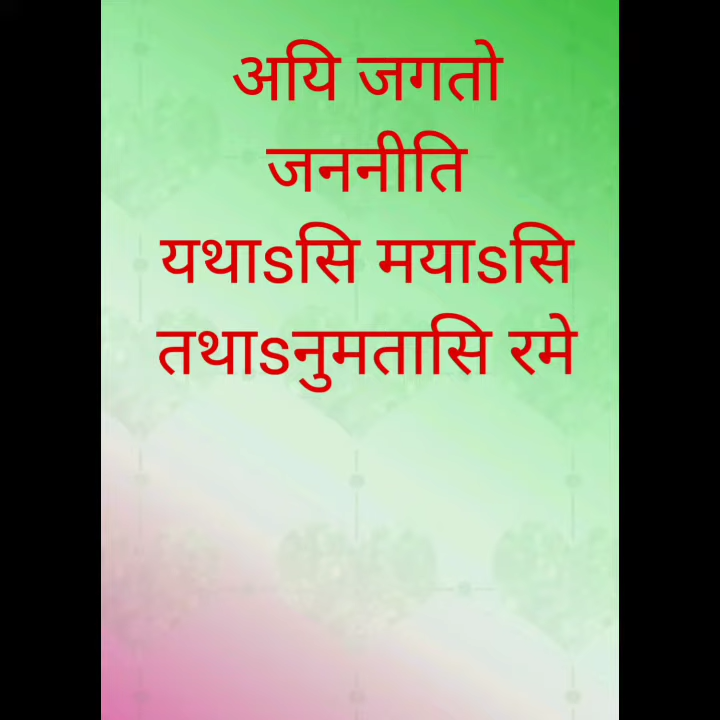 अयि जगतो
जननीति
यथाऽसि मयाऽसि
तथाऽनुमतासि रमे